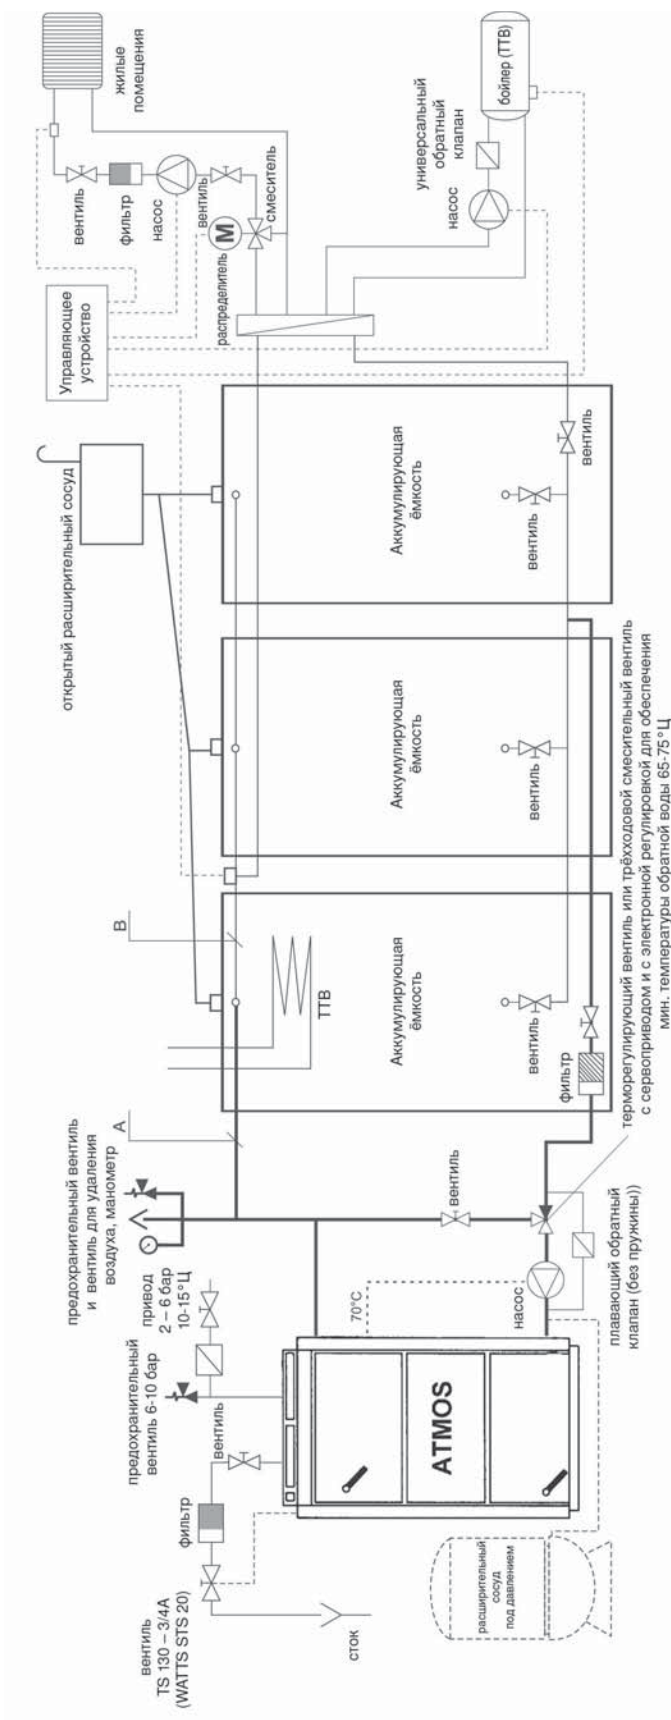 вентиль
TS 130 – 3/4А
(WATTS STS 20)
сток
фильтр
вентиль
предохранительный
вентиль 6-10 бар
привод
2 – 6 бар
10-15°Ц
предохранительный вентиль
и вентиль для удаления
воздуха, манометр
ATMOS
расширительный
сосуд
под давлением
70°С
насос
плавающий обратный
клапан (без пружины))
вентиль
терморегулирующий вентиль или трёхходовой смесительный вентиль
с сервоприводом и с электронной регулировкой для обеспечения
мин. температуры обратной воды 65-75°Ц
фильтр
A
B
ТТВ
Аккумулирующая
ёмкость
вентиль
Аккумулирующая
ёмкость
вентиль
Аккумулирующая
ёмкость
вентиль
вентиль
открытый расширительный сосуд
Управляющее
устройство
распределитель
M
смеситель
вентиль
насос
фильтр
вентиль
жилые
помещения
насос
универсальный
обратный
клапан
бойлер (ТТВ)